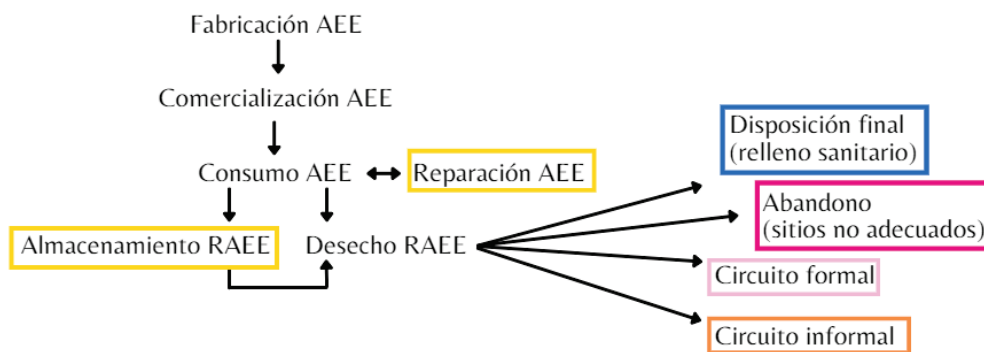 Fabricación AEE
Comercialización AEE
Consumo AEE
Reparación AEE
Almacenamiento RAEE
Desecho RAEE
Disposición final
(relleno sanitario)
Abandono
(sitios no adecuados)
Circuito formal
Circuito informal